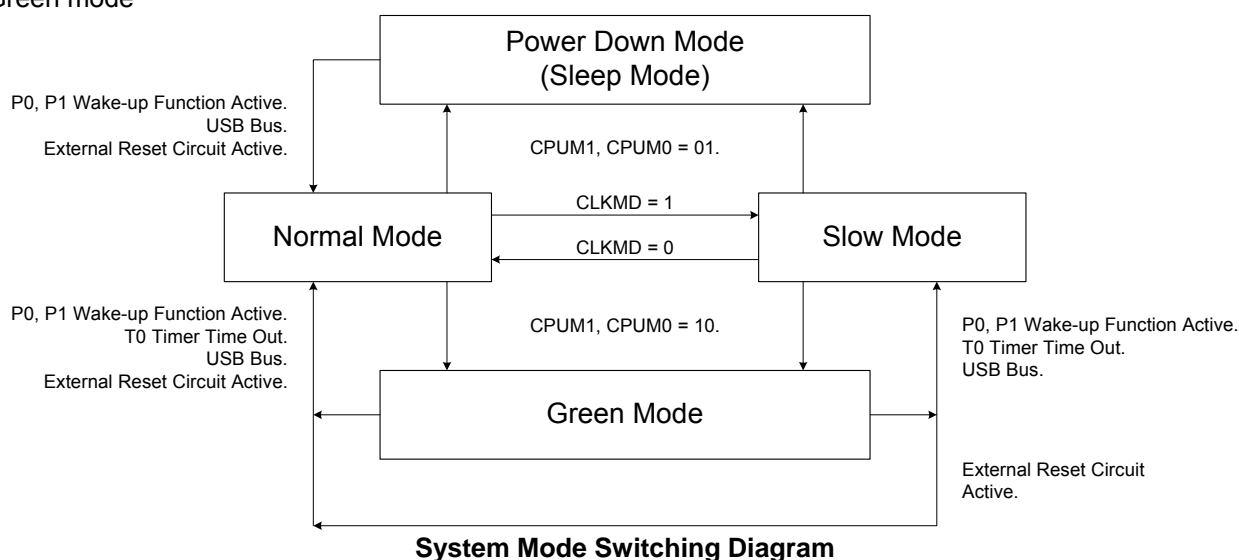 Green mode
Power Down Mode
(Sleep Mode)
P0, P1 Wake-up Function Active.
USB Bus.
External Reset Circuit Active.
CPUM1, CPUM0 = 01.
CLKMD = 1
Normal Mode
Slow Mode
CLKMD = 0
P0, P1 Wake-up Function Active.
T0 Timer Time Out.
USB Bus.
External Reset Circuit Active.
CPUM1, CPUM0 = 10.
P0, P1 Wake-up Function Active.
T0 Timer Time Out.
USB Bus.
Green Mode
External Reset Circuit
Active.
System Mode Switching Diagram